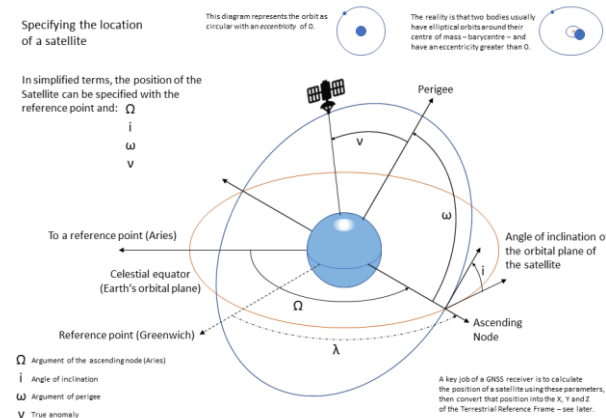 Specifying the location
of a satellite
This diagram represents the orbit as
circular with an eccentricity of 0.
The reality is that two bodies usually
have elliptical orbits around their
centre of mass – barycentre – and
have an eccentricity greater than 0.
In simplified terms, the position of the
Satellite can be specified with the
reference point and: Ω
i
ω
ν
Perigee
ν
ω
To a reference point (Aries)
Angle of inclination of
the orbital plane of
the satellite
i
Celestial equator
(Earth's orbital plane)
Ω
Reference point (Greenwich)
Ascending
Node
λ
Ω Argument of the ascending node (Aries)
i Angle of inclination
ω Argument of perigee
ν True anomaly
A key job of a GNSS receiver is to calculate
the position of a satellite using these parameters,
then convert that position into the X, Y and Z
of the Terrestrial Reference Frame – see later.